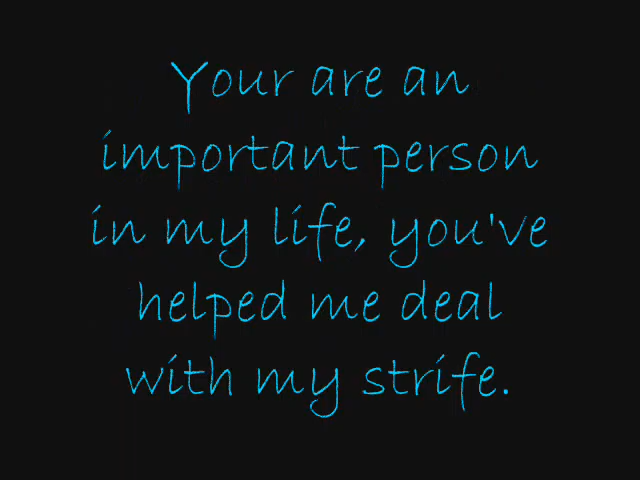 Your are an
important person
in my life, you've
helped me deal
with my strife.